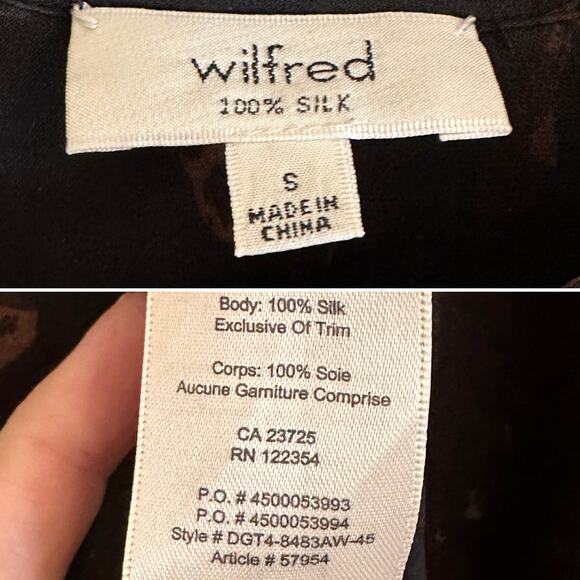 wilfred
100% SILK
S
MADE IN
CHINA
Body: 100% Silk
Exclusive Of Trim
Corps: 100% Soie
Aucune Garniture Comprise
CA 23725
RN 122354
P.O. # 4500053993
P.O. # 4500053994
Style # DGT4-8483AW-45
Article # 57954